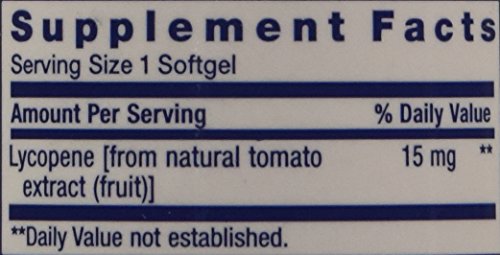 Supplement Facts
Serving Size 1 Softgel
Amount Per Serving % Daily Value
Lycopene [from natural tomato 15 mg **
extract (fruit)]
**Daily Value not established.